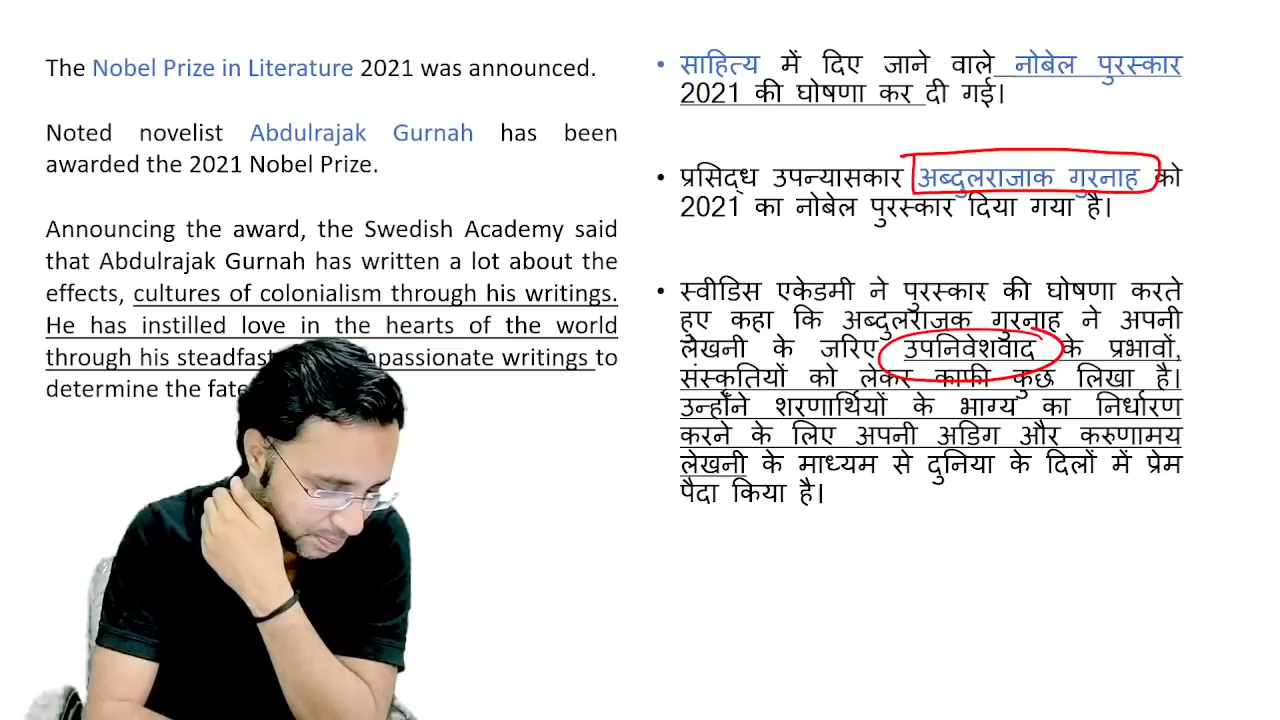 The Nobel Prize in Literature 2021 was announced.
Noted novelist Abdulrajak Gurnah has been
awarded the 2021 Nobel Prize.
Announcing the award, the Swedish Academy said
that Abdulrajak Gurnah has written a lot about the
effects, cultures of colonialism through his writings.
He has instilled love in the hearts of the world
through his steadfast writings to
determine the
• साहित्य में दिए जाने वाले नोबेल पुरस्कार
2021 की घोषणा कर दी गई।
• प्रसिद्ध उपन्यासकार अब्दुलराजाक गुरनाह को
2021 का नोबेल पुरस्कार दिया गया है।
• स्वीडिस एकेडमी ने पुरस्कार की घोषणा करते
हुए कहा कि अब्दुलराजक गुरनाह ने अपनी
लेखनी के जरिए उपनिवेशवाद के प्रभावों,
संस्कृतियों को लेकर काफी कुछ लिखा है।
उन्होंने शरणार्थियों के भाग्य का निर्धारण
करने के लिए अपनी अडिग और करुणामय
लेखनी के माध्यम से दुनिया के दिलों में प्रेम
पैदा किया है।